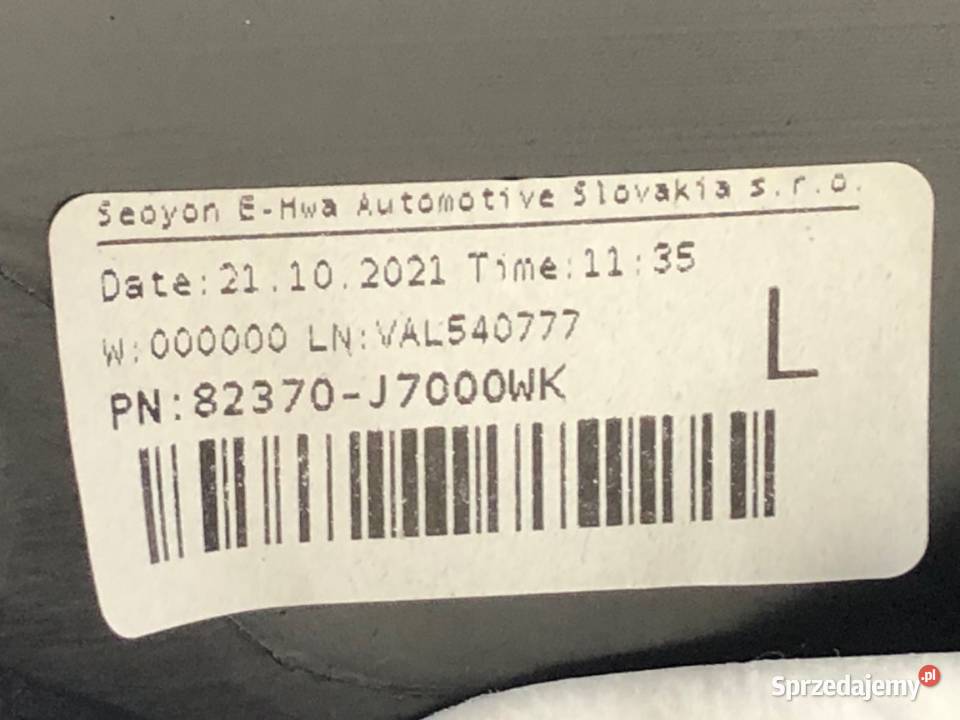 Seoyon E-Hwa Automotive Slovakia s.r.o.
Date:21.10.2021 Time:11:35
W:000000 LN:VAL540777
L
PN:82370-J7000WK
Sprzedajemy.pl